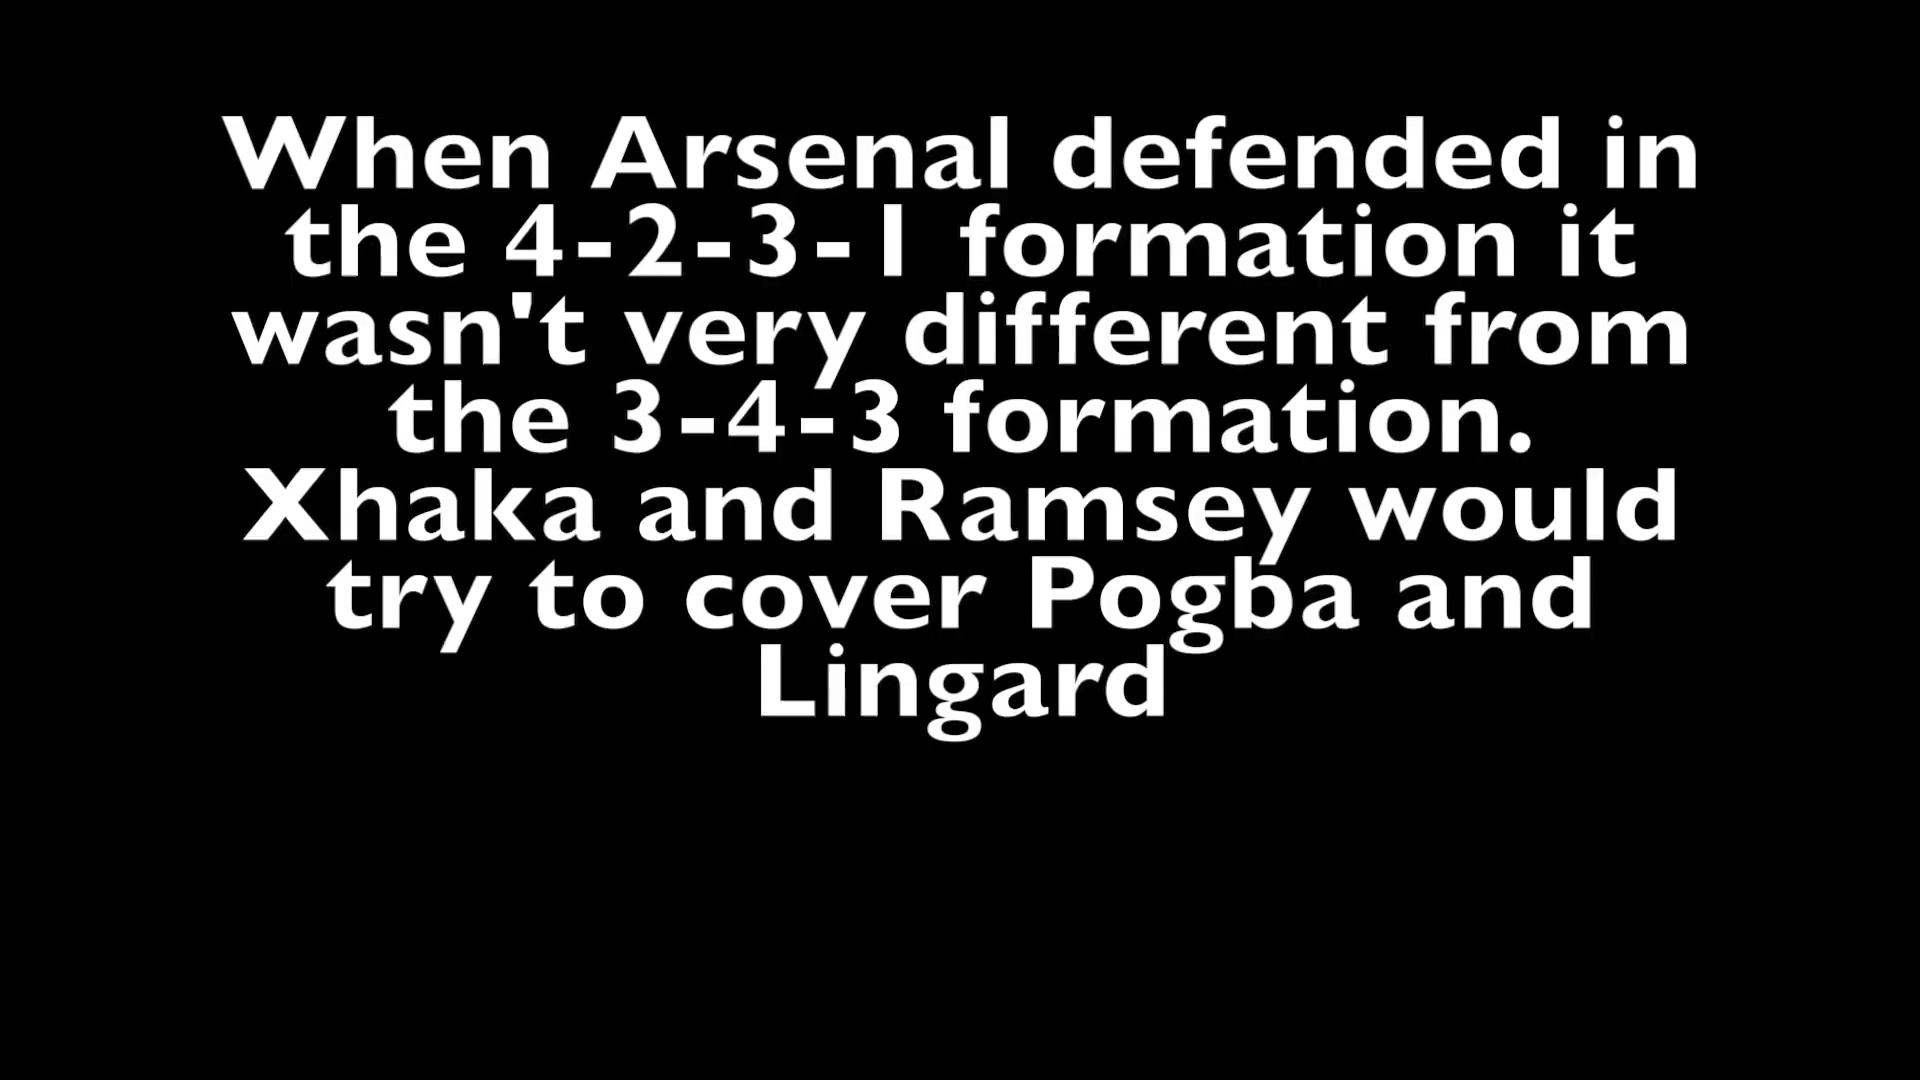 When Arsenal defended in
the 4-2-3-1 formation it
wasn't very different from
the 3-4-3 formation.
Xhaka and Ramsey would
try to cover Pogba and
Lingard